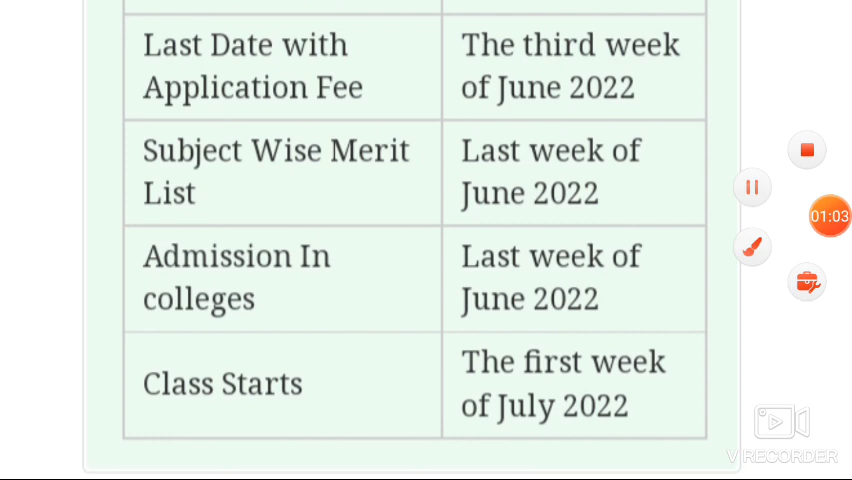 Last Date with
Application Fee
The third week
of June 2022
Subject Wise Merit
List
Last week of
June 2022
Admission In
colleges
Last week of
June 2022
Class Starts
The first week
of July 2022
01:03
V RECORDER